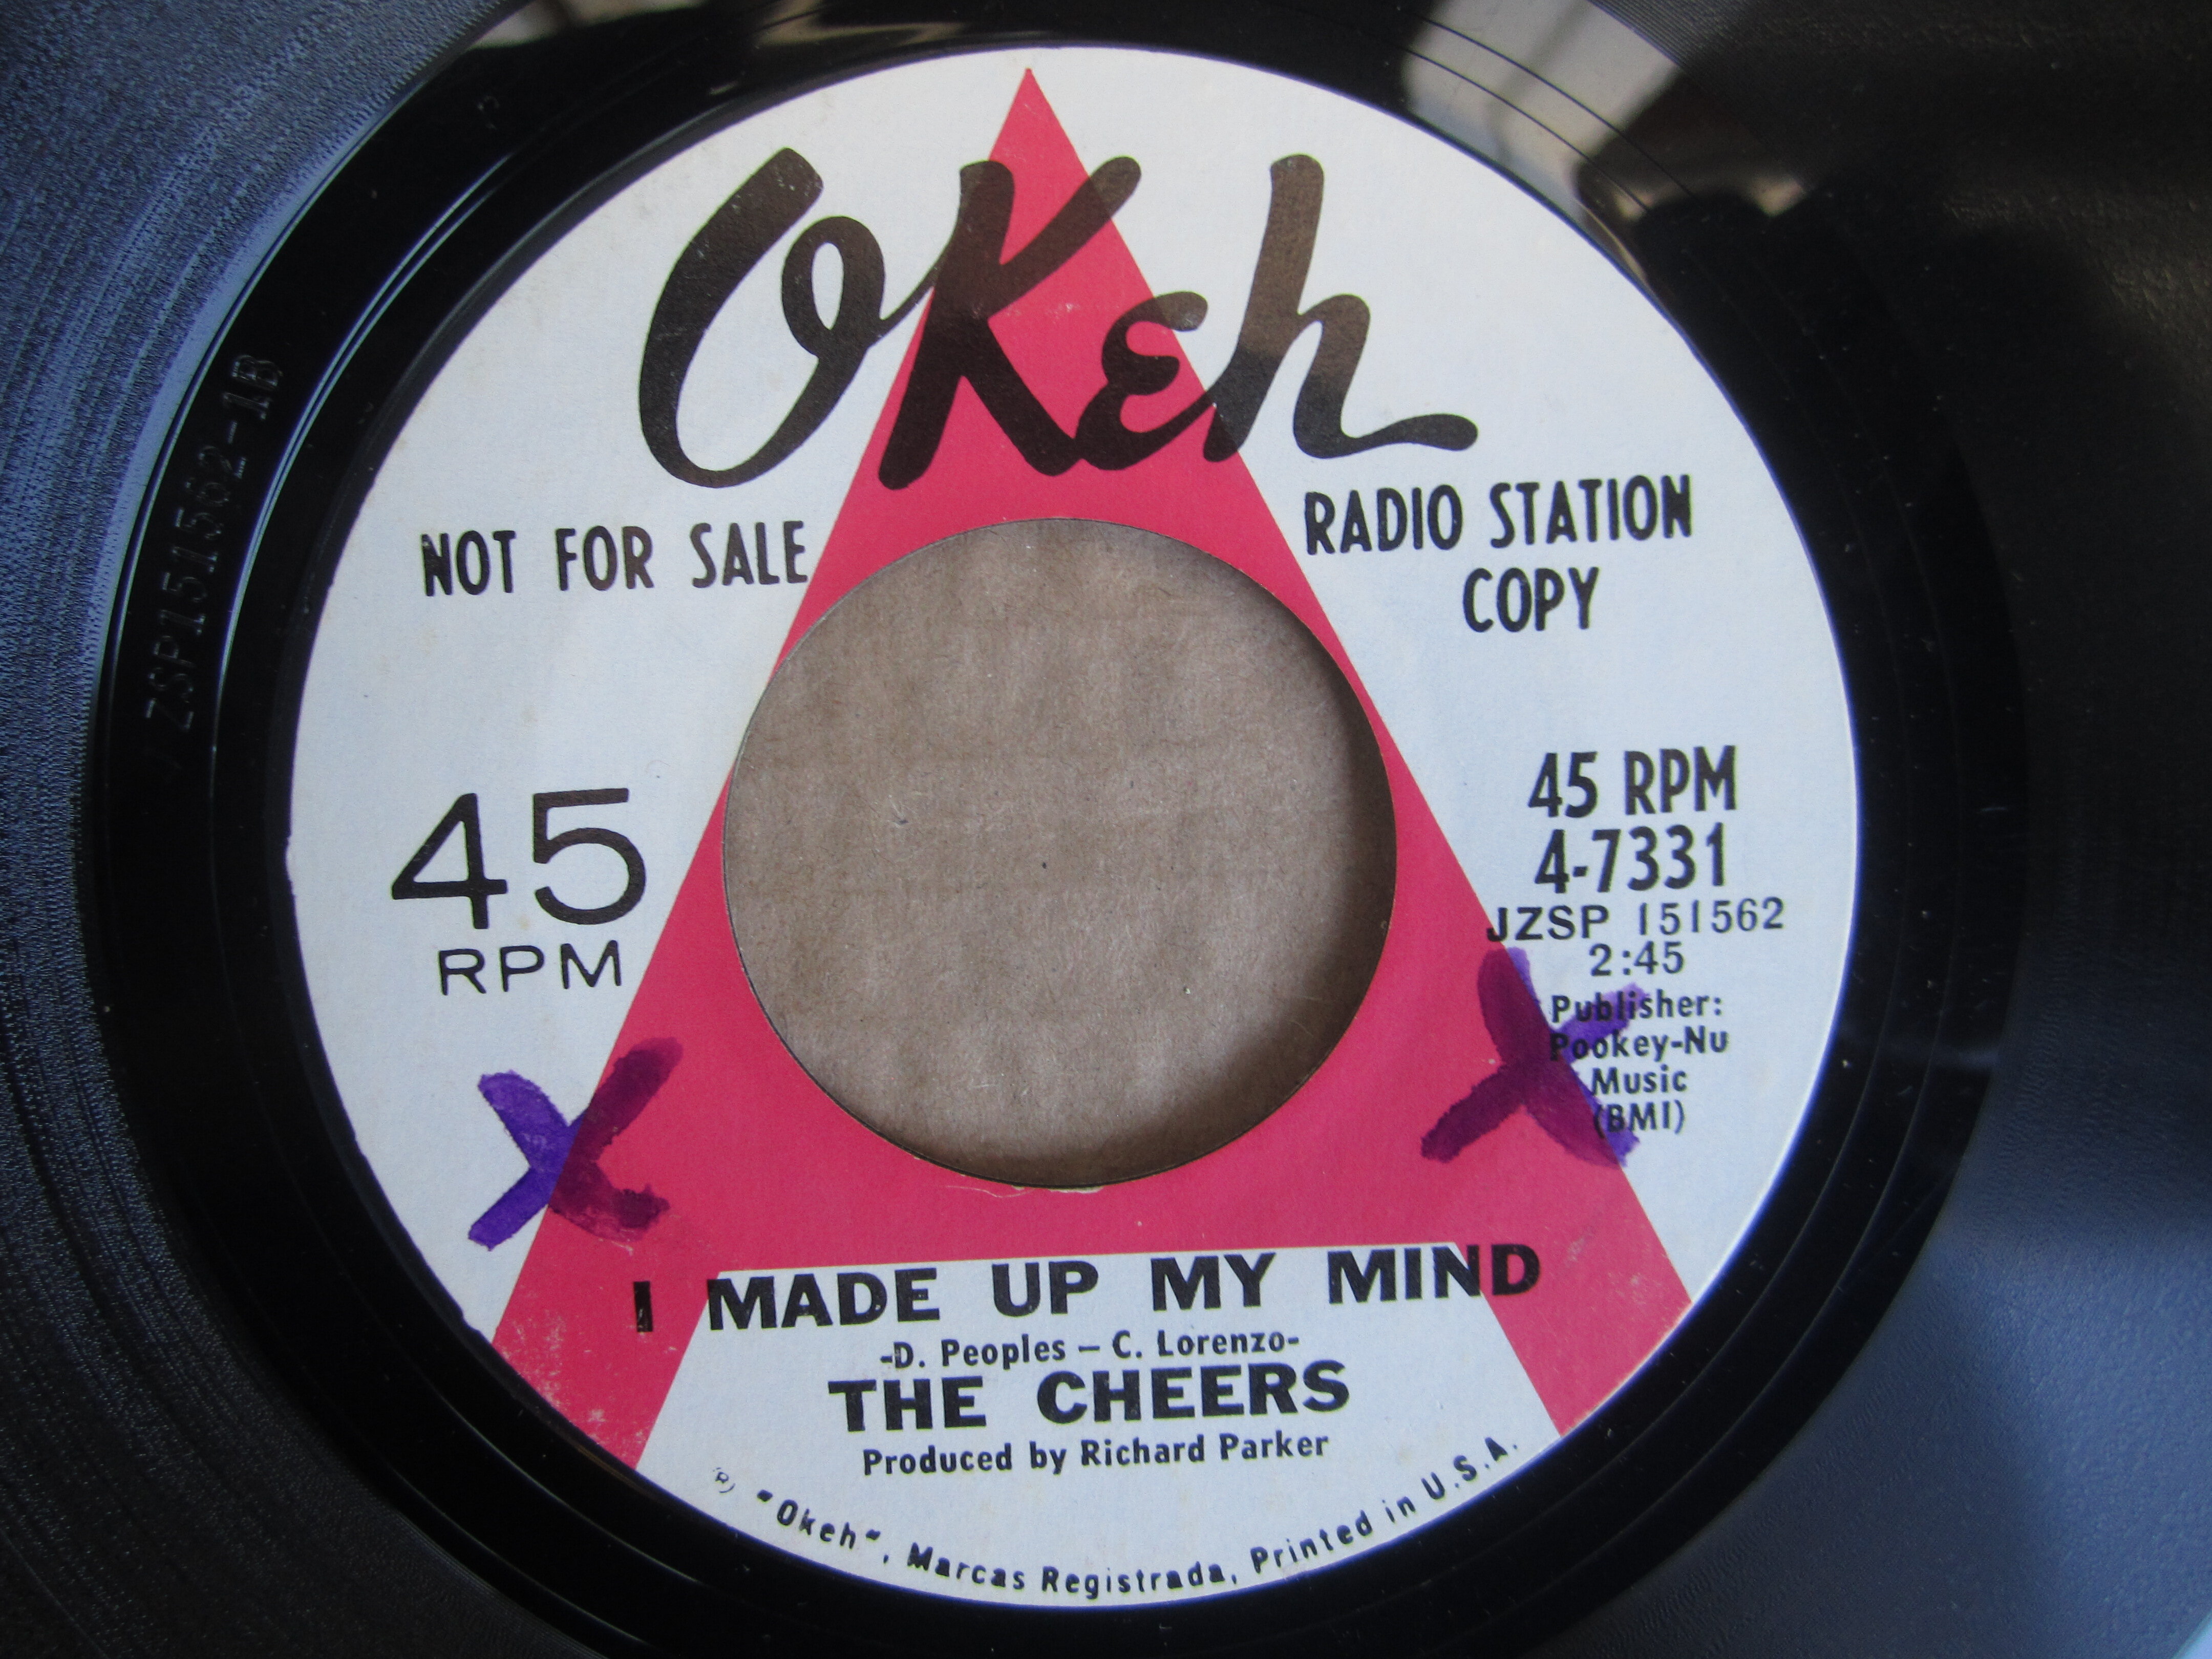 OKeh
NOT FOR SALE
RADIO STATION
COPY
45
RPM
45 RPM
4-7331
JZSP 151562
2:45
Publisher:
Pookey-Nu
Music
(BMI)
I MADE UP MY MIND
-D. Peoples – C. Lorenzo-
THE CHEERS
Produced by Richard Parker
(R) "Okeh", Marcas Registrada, Printed in U.S.A.
ZSP151562-1B